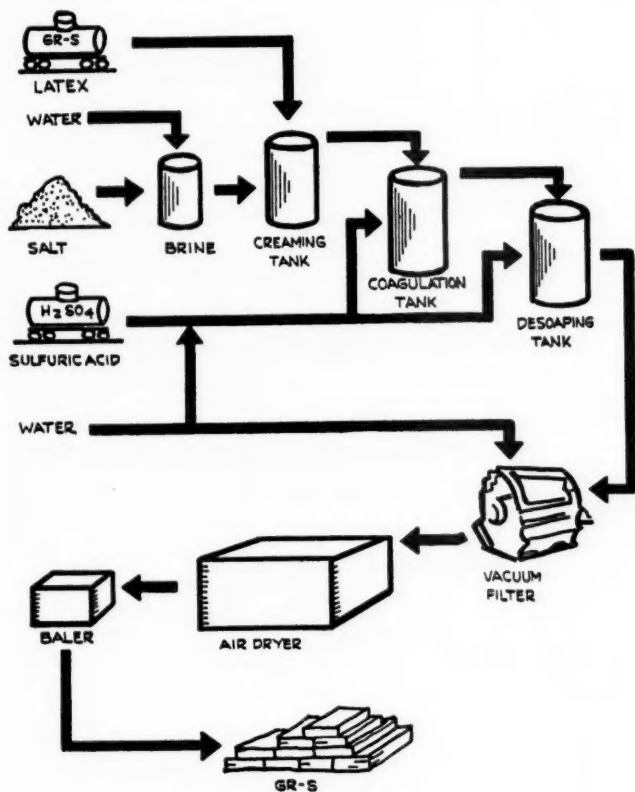 GR-S
LATEX
WATER
SALT
BRINE
CREAMING
TANK
COAGULATION
TANK
DESOAPING
TANK
H₂SO₄
SULFURIC ACID
WATER
VACUUM
FILTER
AIR DRYER
BALER
GR-S